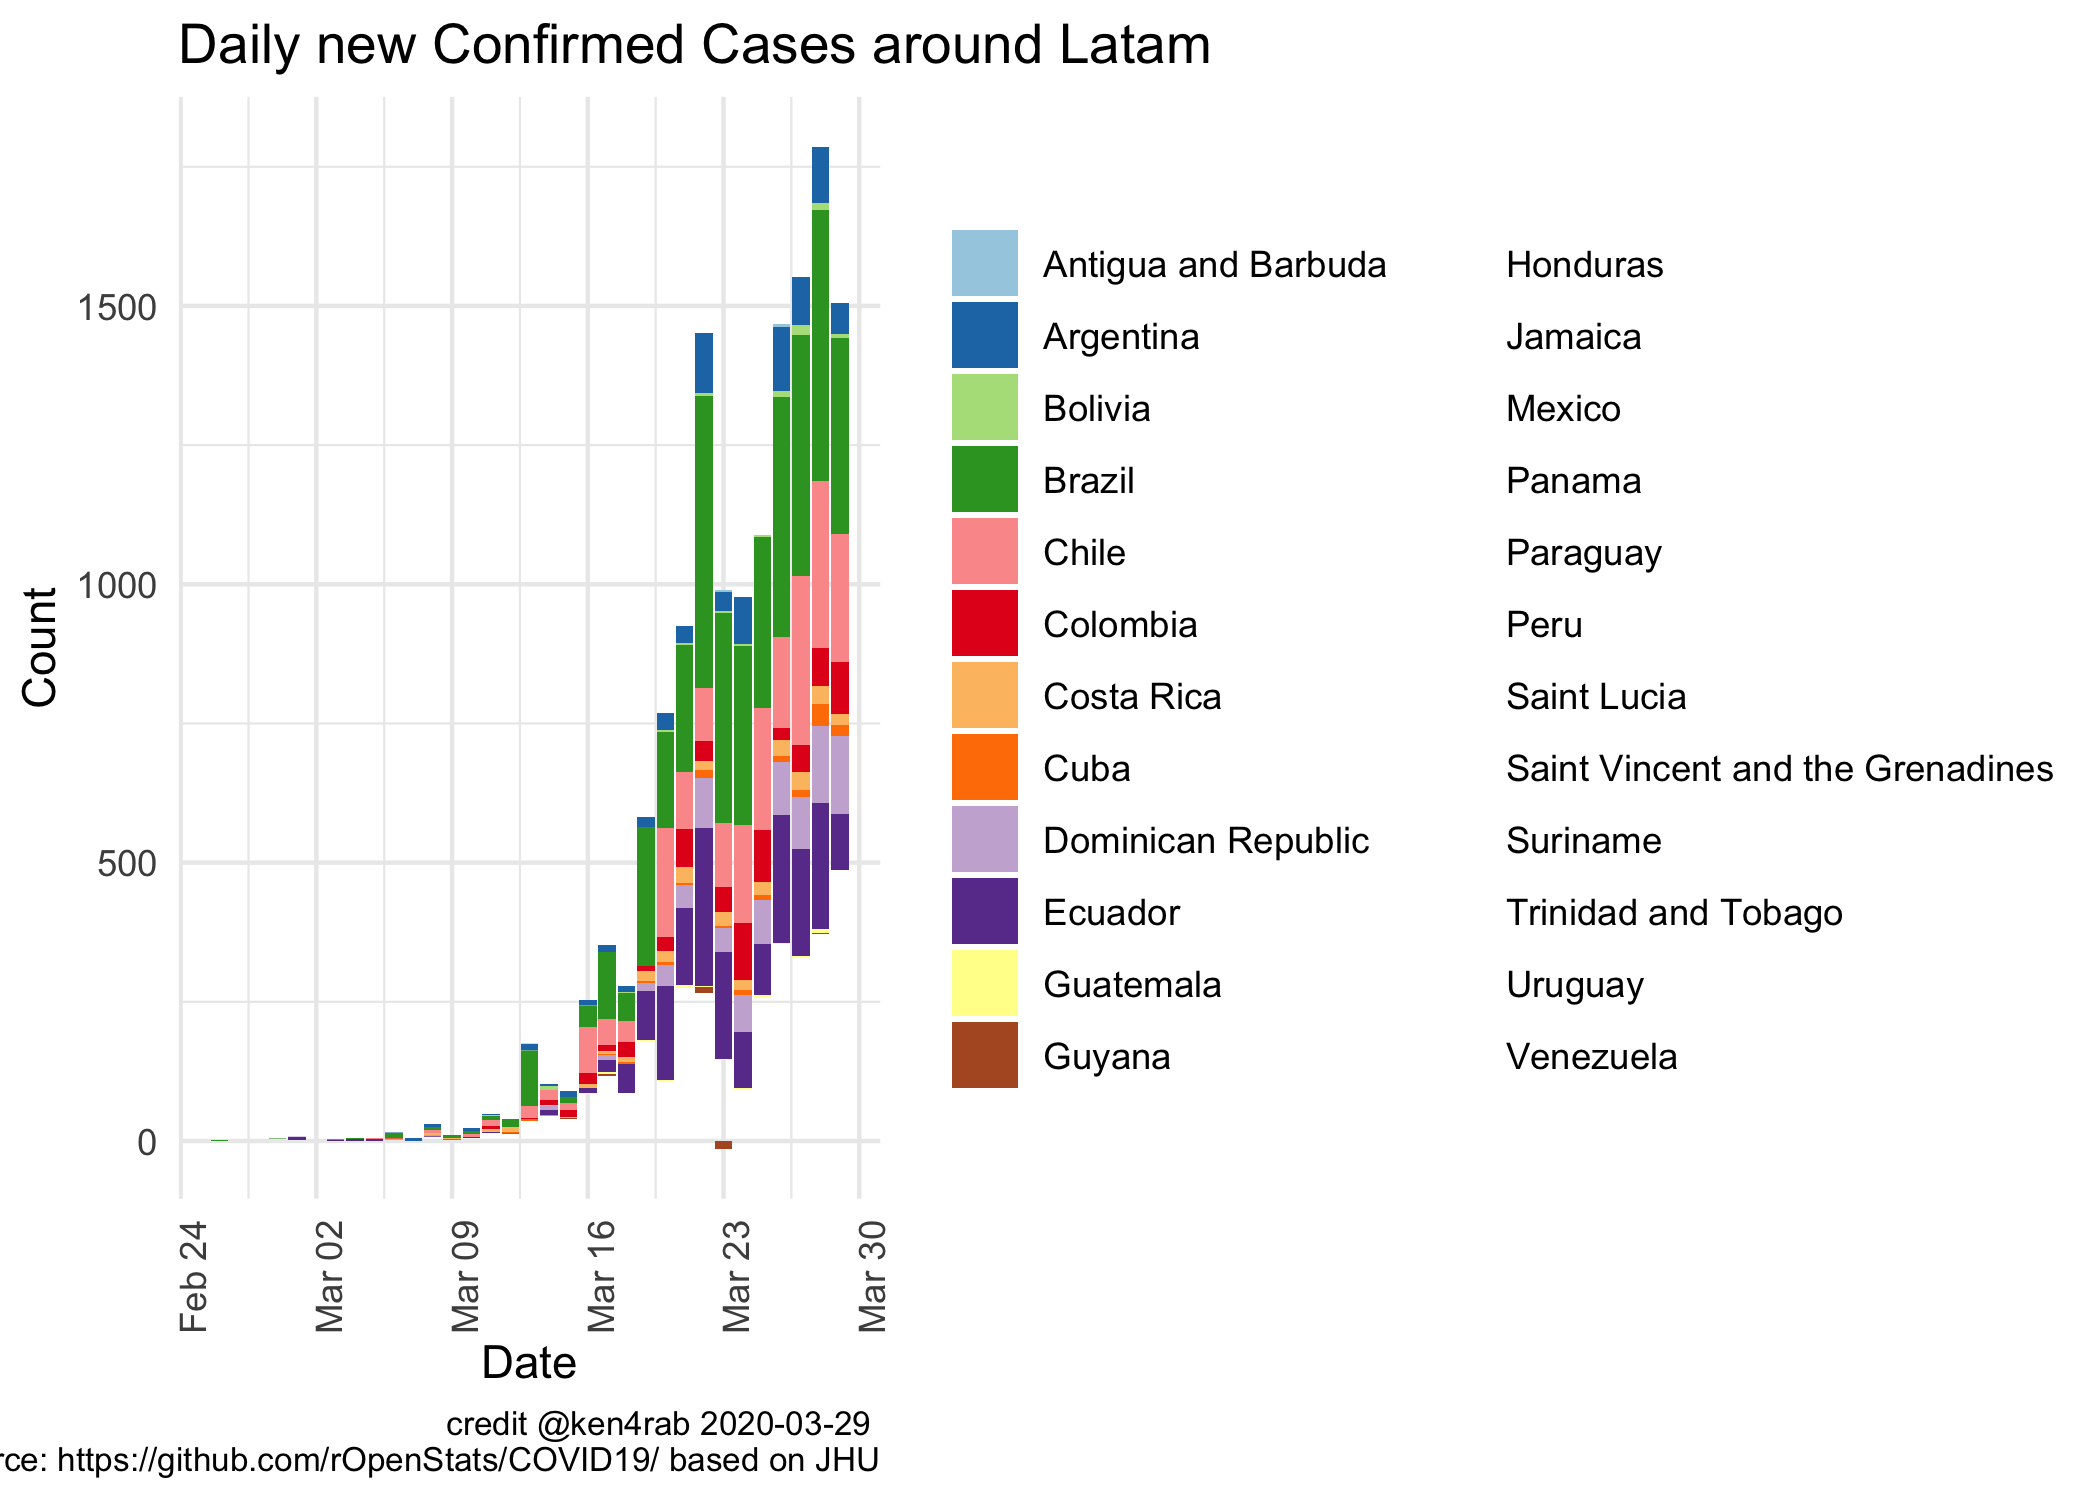 Daily new Confirmed Cases around Latam
Count
1500
1000
500
0
Feb 24
Mar 02
Mar 09
Mar 16
Mar 23
Mar 30
Date
Antigua and Barbuda
Argentina
Bolivia
Brazil
Chile
Colombia
Costa Rica
Cuba
Dominican Republic
Ecuador
Guatemala
Guyana
Honduras
Jamaica
Mexico
Panama
Paraguay
Peru
Saint Lucia
Saint Vincent and the Grenadines
Suriname
Trinidad and Tobago
Uruguay
Venezuela
credit @ken4rab 2020-03-29
rce: https://github.com/rOpenStats/COVID19/ based on JHU